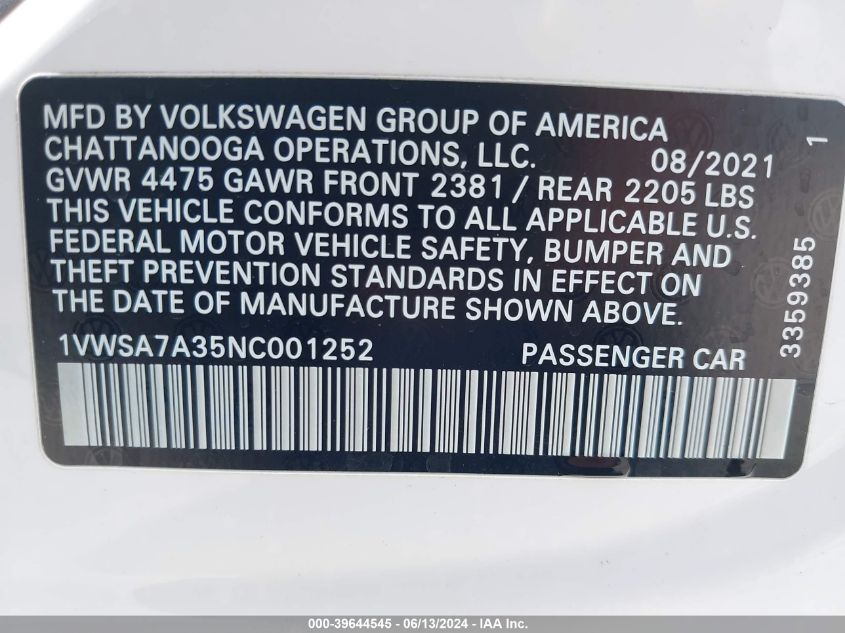 MFD BY VOLKSWAGEN GROUP OF AMERICA
CHATTANOOGA OPERATIONS, LLC. 08/2021 1
GVWR 4475 GAWR FRONT 2381 / REAR 2205 LBS
THIS VEHICLE CONFORMS TO ALL APPLICABLE U.S.
FEDERAL MOTOR VEHICLE SAFETY, BUMPER AND
THEFT PREVENTION STANDARDS IN EFFECT ON
THE DATE OF MANUFACTURE SHOWN ABOVE.
1VWSA7A35NC001252 PASSENGER CAR
3359385
000-39644545 - 06/13/2024 - IAA Inc.